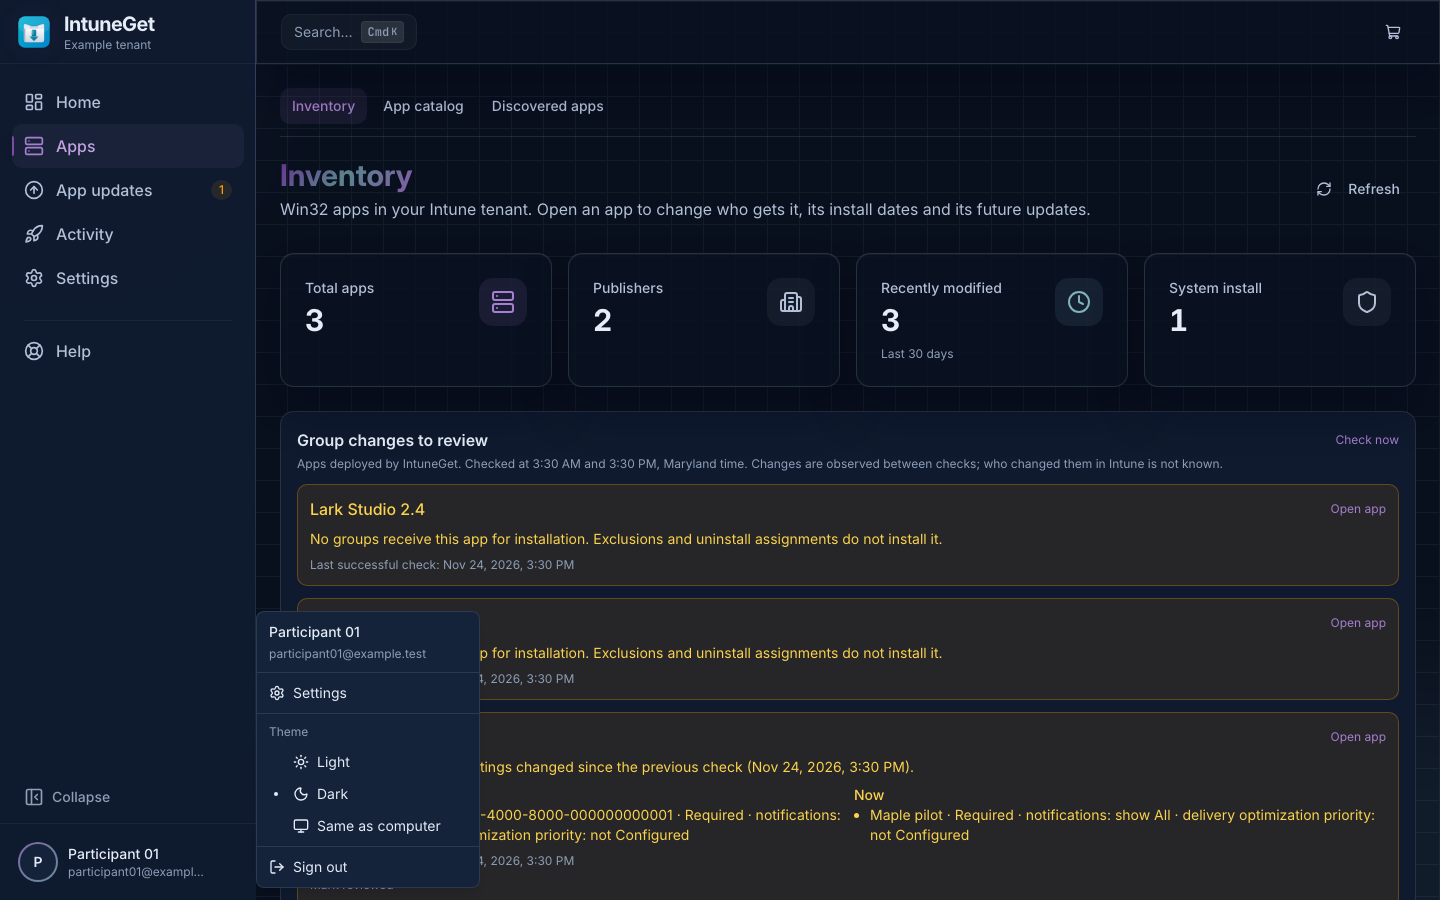 IntuneGet
Example tenant
Search...
Cmd K
Home
Apps
App updates
1
Activity
Settings
Help
Inventory
App catalog
Discovered apps
Inventory
Win32 apps in your Intune tenant. Open an app to change who gets it, its install dates and its future updates.
Refresh
Total apps
3
Publishers
2
Recently modified
3
Last 30 days
System install
1
Group changes to review
Check now
Apps deployed by IntuneGet. Checked at 3:30 AM and 3:30 PM, Maryland time. Changes are observed between checks; who changed them in Intune is not known.
Lark Studio 2.4
Open app
No groups receive this app for installation. Exclusions and uninstall assignments do not install it.
Last successful check: Nov 24, 2026, 3:30 PM
Open app
for installation. Exclusions and uninstall assignments do not install it.
, 2026, 3:30 PM
Open app
changed since the previous check (Nov 24, 2026, 3:30 PM).
Now
-4000-8000-000000000001 · Required · notifications:
priority: not Configured
• Maple pilot · Required · notifications: show All · delivery optimization priority:
not Configured
, 2026, 3:30 PM
Participant 01
participant01@example.test
Settings
Theme
Light
• Dark
Same as computer
Sign out
Collapse
P
Participant 01
participant01@exampl...